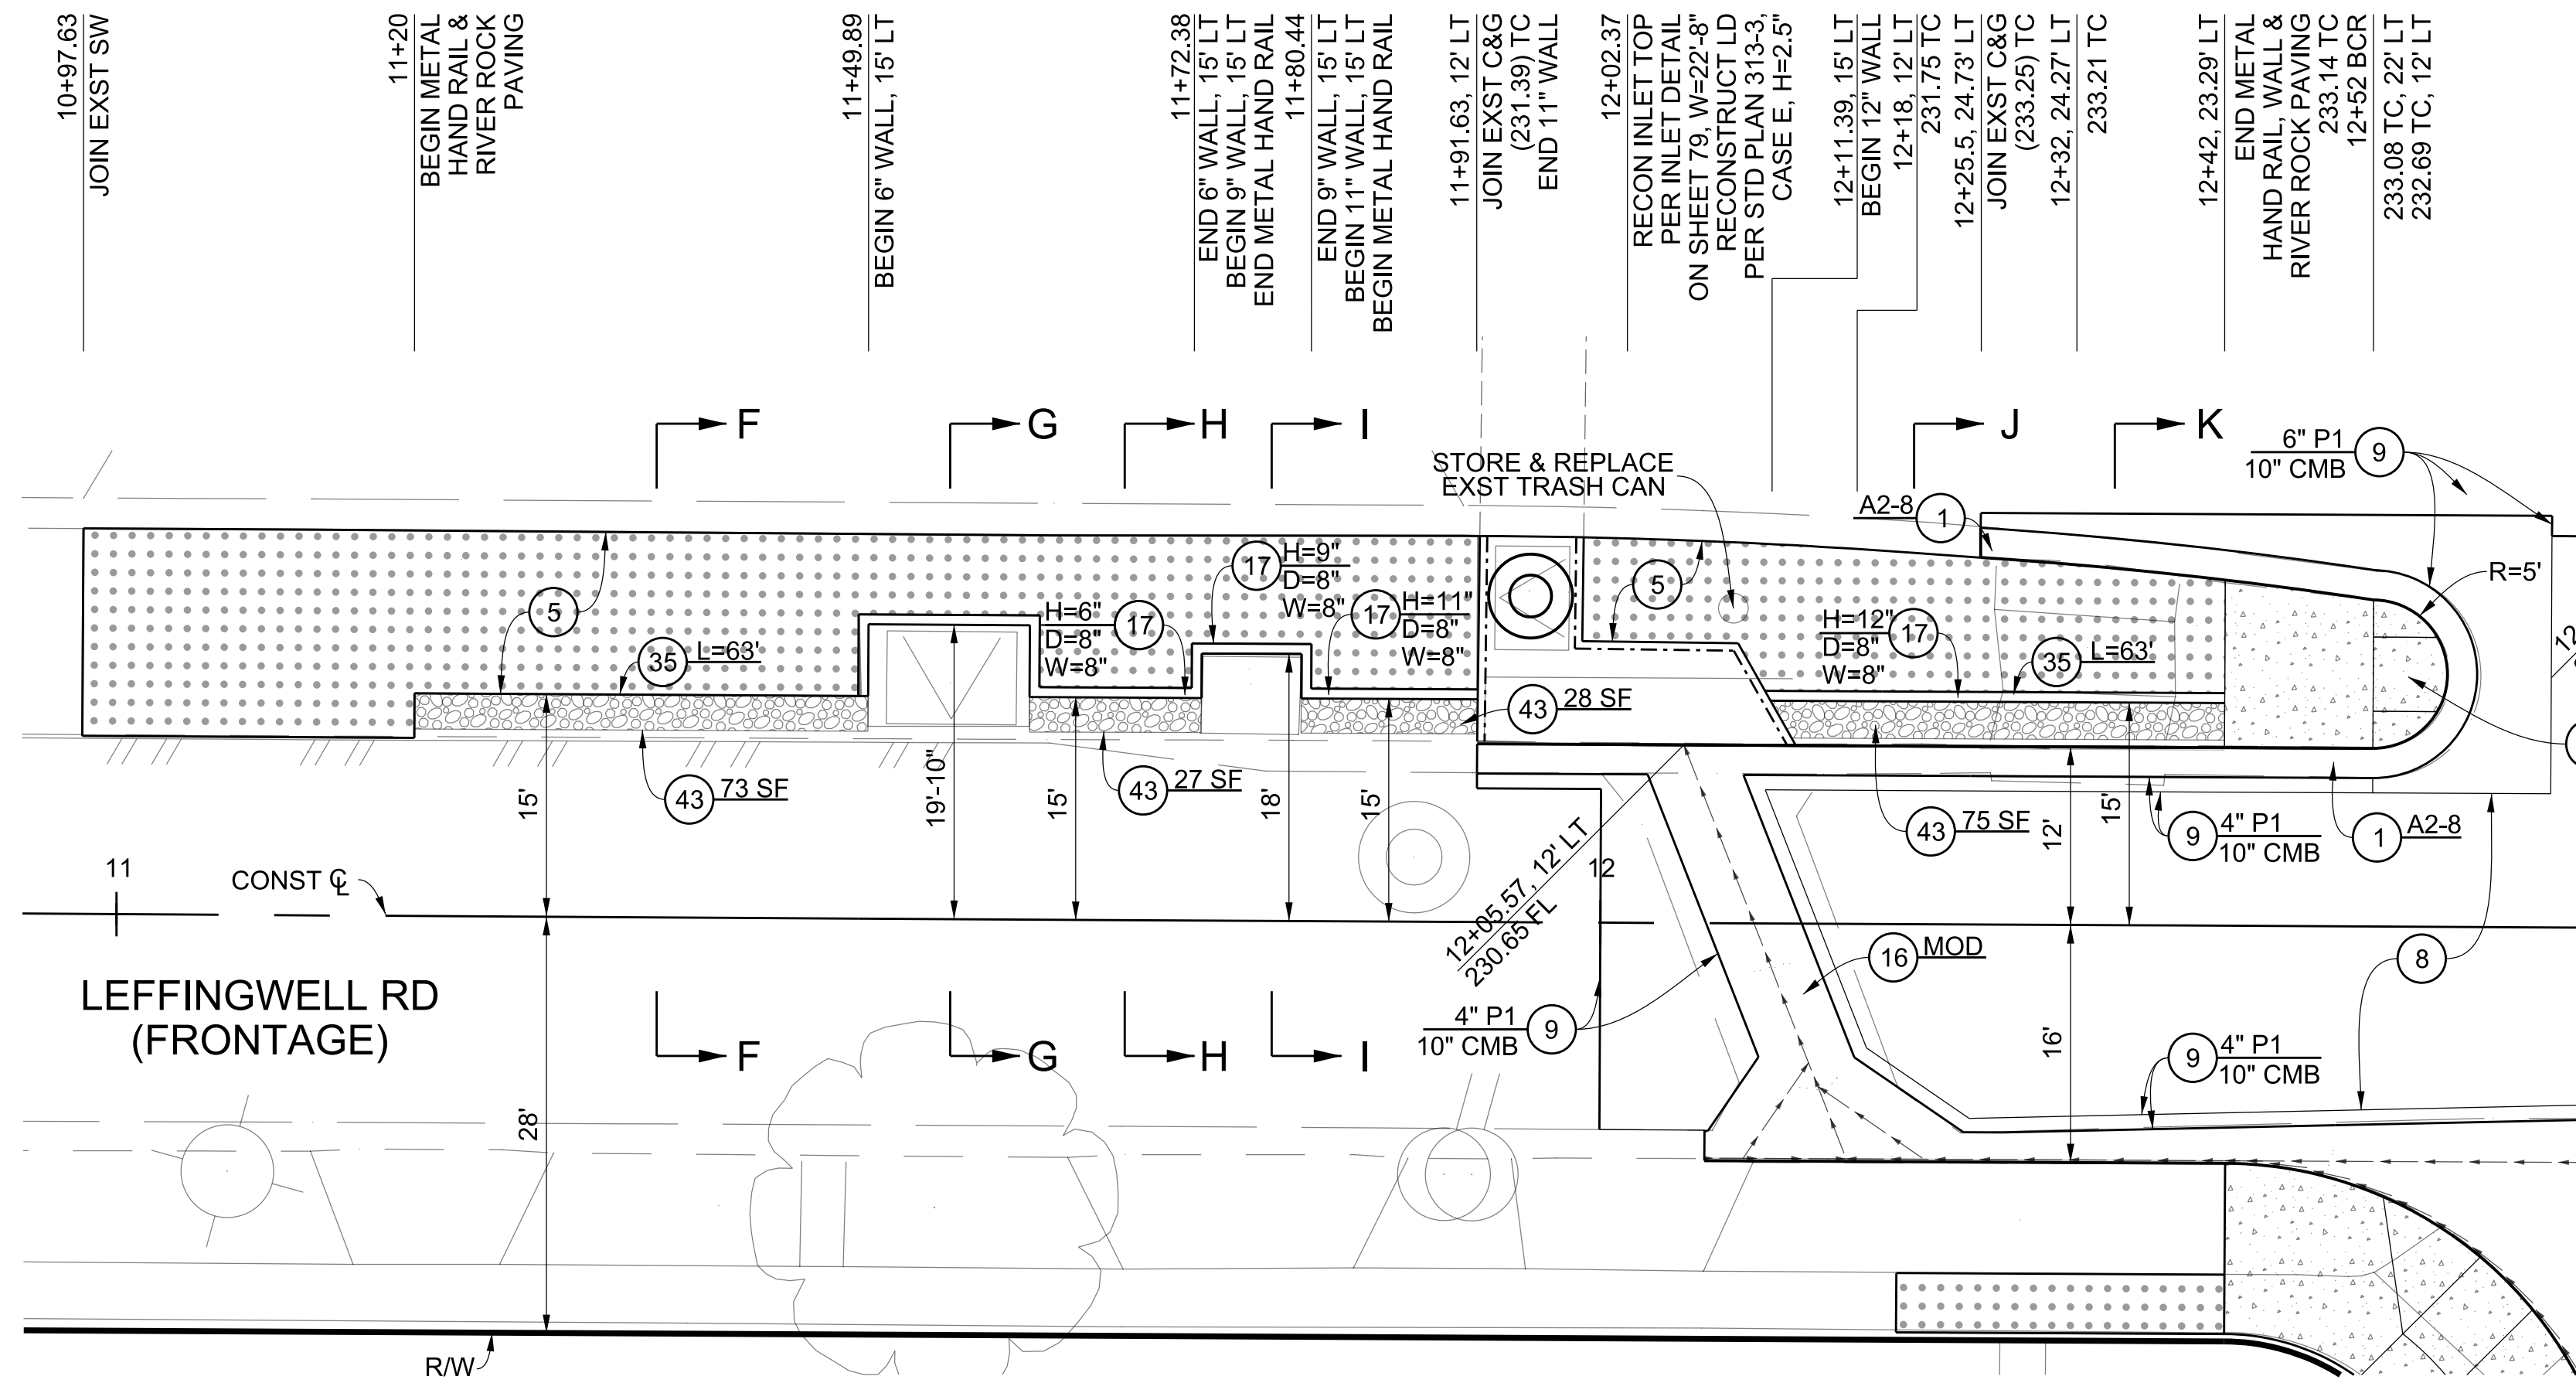 10+97.63
JOIN EXST SW
11+20
BEGIN METAL
HAND RAIL &
RIVER ROCK
PAVING
11+49.89
BEGIN 6" WALL, 15' LT
11+72.38
END 6" WALL, 15' LT
BEGIN 9" WALL, 15' LT
END METAL HAND RAIL
11+80.44
END 9" WALL, 15' LT
BEGIN 11" WALL, 15' LT
BEGIN METAL HAND RAIL
11+91.63, 12' LT
JOIN EXST C&G
(231.39) TC
END 11" WALL
12+02.37
RECON INLET TOP
PER INLET DETAIL
ON SHEET 79, W=22'-8"
RECONSTRUCT LD
PER STD PLAN 313-3,
CASE E, H=2.5"
12+11.39, 15' LT
BEGIN 12" WALL
12+18, 12' LT
231.75 TC
12+25.5, 24.73' LT
JOIN EXST C&G
(233.25) TC
12+32, 24.27' LT
233.21 TC
12+42, 23.29' LT
END METAL
HAND RAIL, WALL &
RIVER ROCK PAVING
233.14 TC
12+52 BCR
233.08 TC, 22' LT
232.69 TC, 12' LT
F
G
H
I
J
K
STORE & REPLACE
EXST TRASH CAN
A2-8
1
6" P1
10" CMB
9
R=5'
12
5
35
L=63'
H=6"
D=8"
W=8"
17
17
H=9"
D=8"
W=8"
17
H=11"
D=8"
W=8"
5
H=12"
D=8"
W=8"
17
35
L=63'
43
28 SF
43
73 SF
43
27 SF
43
75 SF
15'
19'-10"
15'
18'
15'
12'
15'
9
4" P1
10" CMB
1
A2-8
11
CONST CL
12
12+05.57, 12' LT
230.65 FL
16
MOD
8
LEFFINGWELL RD
(FRONTAGE)
F
G
H
I
4" P1
10" CMB
9
16'
9
4" P1
10" CMB
28'
R/W